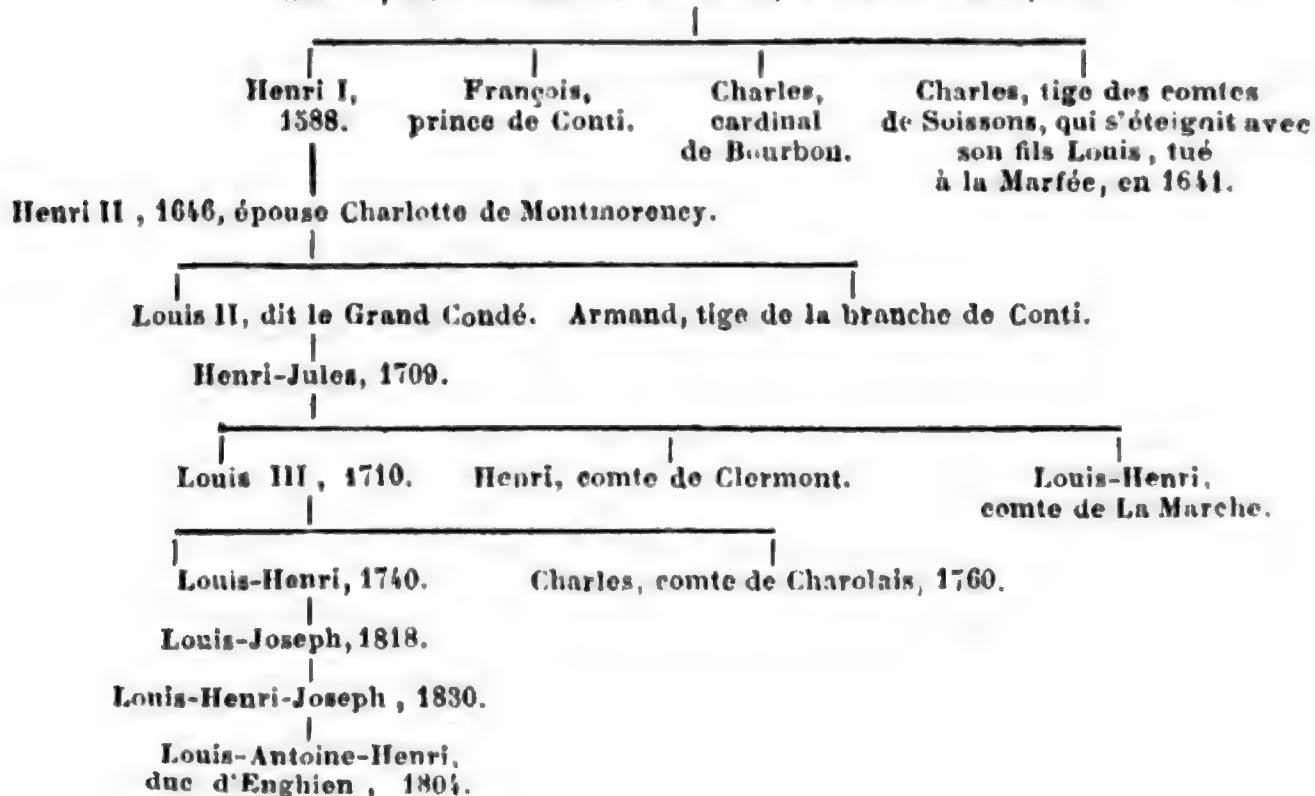 Henri I, François, Charles, Charles, tige des comtes
1588. prince de Conti. cardinal de Soissons, qui s'éteignit avec
de Bourbon. son fils Louis, tué
à la Marfée, en 1641.
Henri II, 1646, épouse Charlotte de Montmorency.
Louis II, dit le Grand Condé. Armand, tige de la branche de Conti.
Henri-Jules, 1709.
Louis III, 1710. Henri, comte de Clermont. Louis-Henri,
comte de La Marche.
Louis-Henri, 1740. Charles, comte de Charolais, 1760.
Louis-Joseph, 1818.
Louis-Henri-Joseph, 1830.
Louis-Antoine-Henri,
duc d'Enghien, 1804.